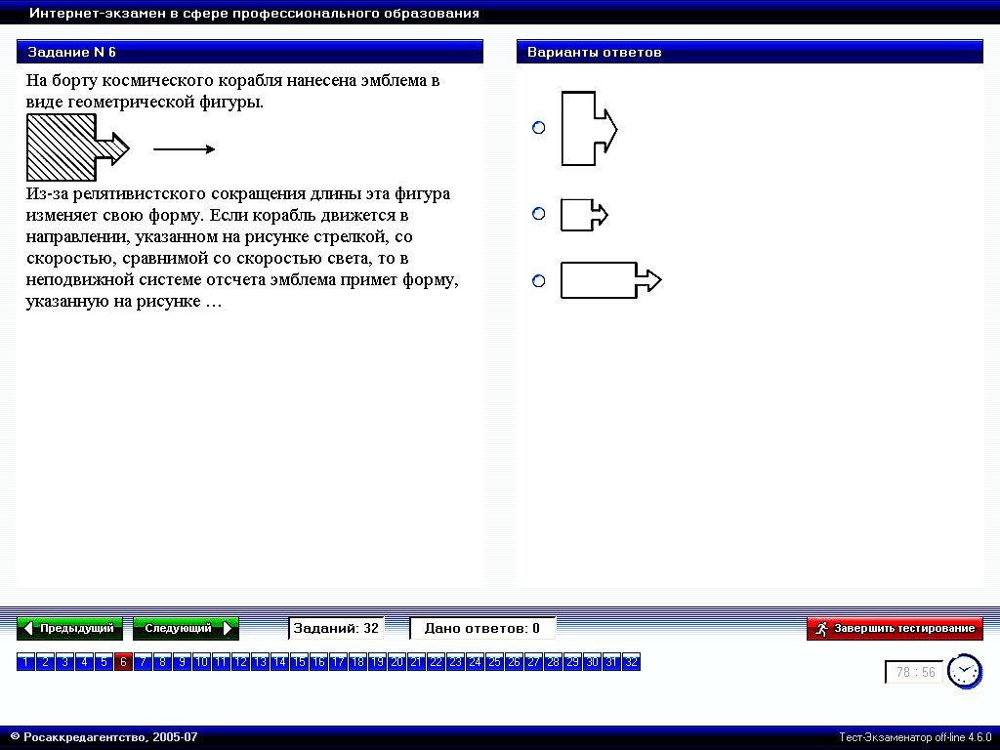 Интернет-экзамен в сфере профессионального образования
Задание N 6
На борту космического корабля нанесена эмблема в
виде геометрической фигуры.
Из-за релятивистского сокращения длины эта фигура
изменяет свою форму. Если корабль движется в
направлении, указанном на рисунке стрелкой, со
скоростью, сравнимой со скоростью света, то в
неподвижной системе отсчета эмблема примет форму,
указанную на рисунке …
Варианты ответов
Предыдущий
Следующий
Заданий: 32
Дано ответов: 0
Завершить тестирование
1 2 3 4 5 6 7 8 9 10 11 12 13 14 15 16 17 18 19 20 21 22 23 24 25 26 27 28 29 30 31 32
78 : 56
© Росаккредагентство, 2005-07
Тест-Экзаменатор off-line 4.6.0